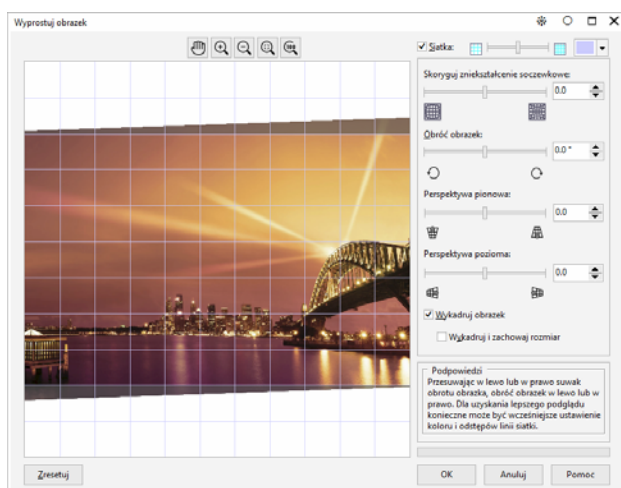 Wyprostuj obrazek
Siatka:
Skoryguj zniekształcenie soczewkowe:
0.0
Obróć obrazek:
0.0 °
Perspektywa pionowa:
0.0
Perspektywa pozioma:
0.0
Wykadruj obrazek
Wykadruj i zachowaj rozmiar
Podpowiedzi
Przesuwając w lewo lub w prawo suwak
obrotu obrazka, obróć obrazek w lewo lub w
prawo. Dla uzyskania lepszego podglądu
konieczne może być wcześniejsze ustawienie
koloru i odstępów linii siatki.
Zresetuj
OK
Anuluj
Pomoc